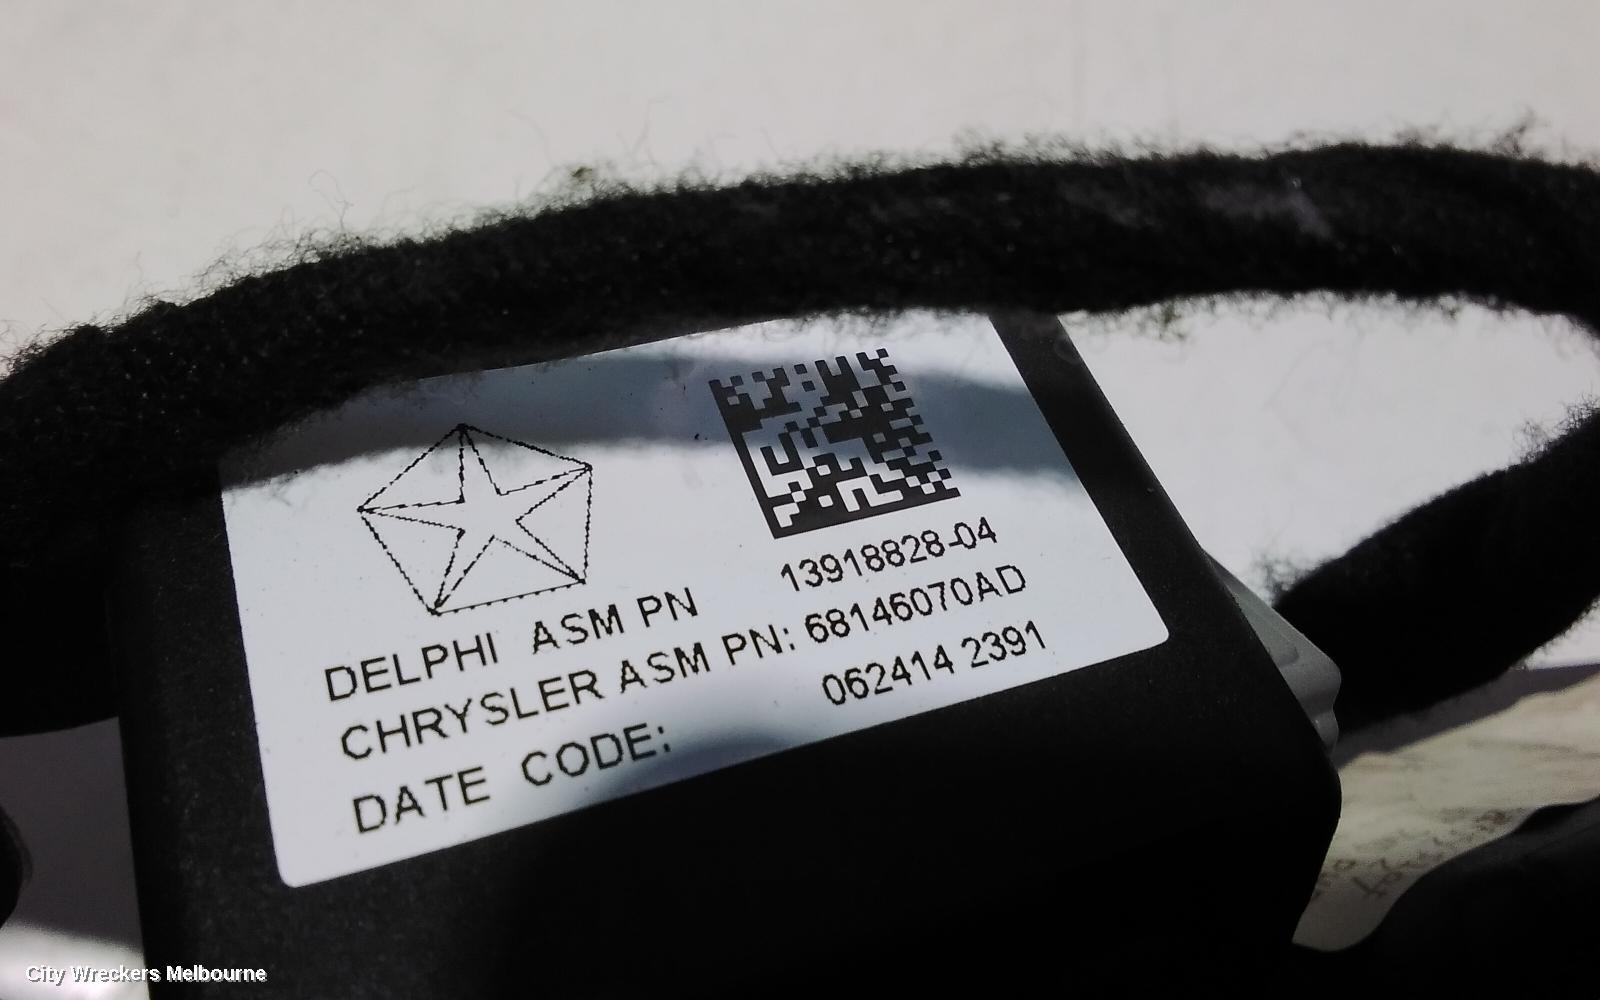 DELPHI ASM PN 13918828-04
CHRYSLER ASM PN: 68146070AD
DATE CODE: 062414 2391
City Wreckers Melbourne